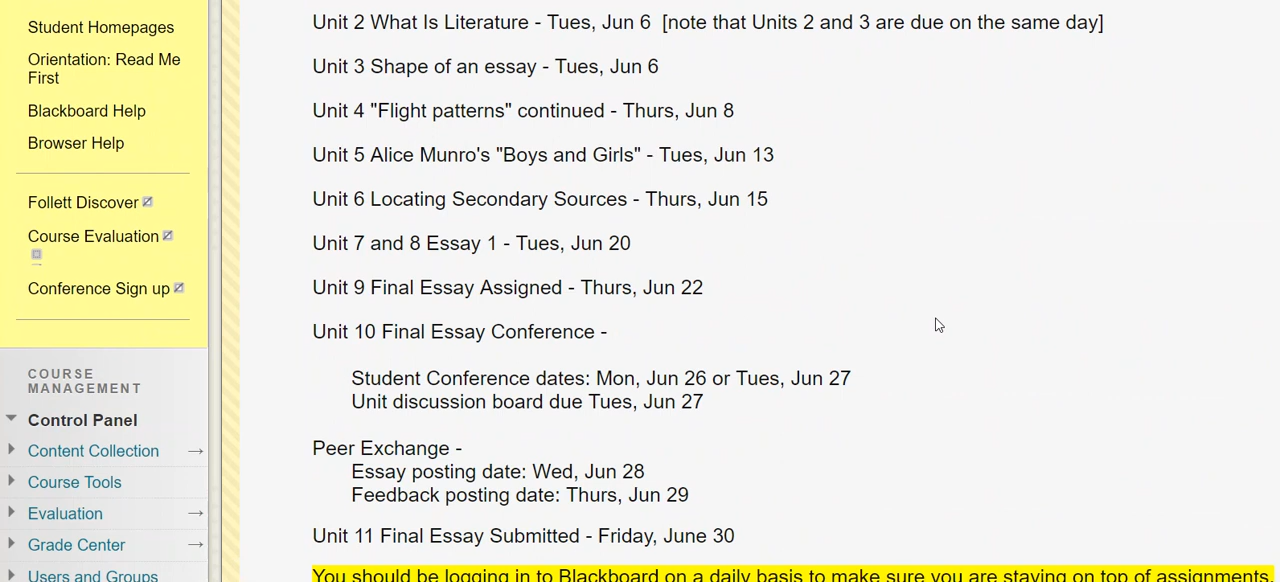 Student Homepages
Orientation: Read Me
First
Blackboard Help
Browser Help
Follett Discover
Course Evaluation
Conference Sign up
COURSE
MANAGEMENT
Control Panel
Content Collection
Course Tools
Evaluation
Grade Center
Users and Groups
Unit 2 What Is Literature - Tues, Jun 6 [note that Units 2 and 3 are due on the same day]
Unit 3 Shape of an essay - Tues, Jun 6
Unit 4 "Flight patterns" continued - Thurs, Jun 8
Unit 5 Alice Munro's "Boys and Girls" - Tues, Jun 13
Unit 6 Locating Secondary Sources - Thurs, Jun 15
Unit 7 and 8 Essay 1 - Tues, Jun 20
Unit 9 Final Essay Assigned - Thurs, Jun 22
Unit 10 Final Essay Conference -
Student Conference dates: Mon, Jun 26 or Tues, Jun 27
Unit discussion board due Tues, Jun 27
Peer Exchange -
Essay posting date: Wed, Jun 28
Feedback posting date: Thurs, Jun 29
Unit 11 Final Essay Submitted - Friday, June 30
You should be logging in to Blackboard on a daily basis to make sure you are staying on top of assignments.